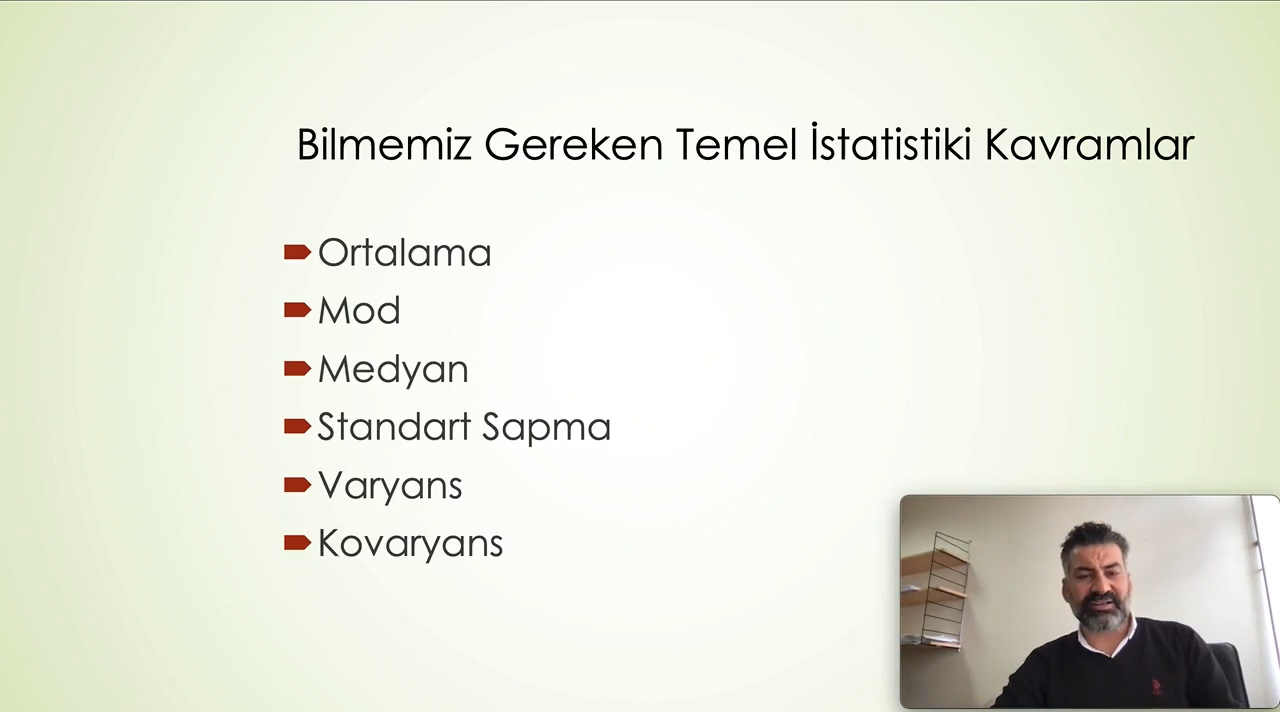 Bilmemiz Gereken Temel İstatistiki Kavramlar
Ortalama
Mod
Medyan
Standart Sapma
Varyans
Kovaryans